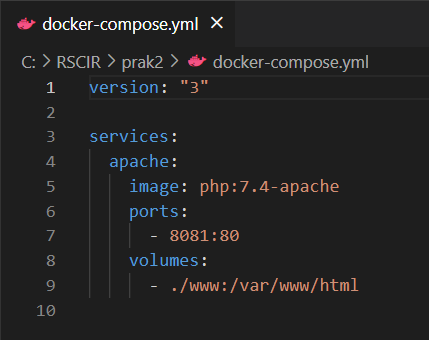 docker-compose.yml ×
C: > RSCIR > prak2 > docker-compose.yml
1 version: "3"
2
3 services:
4 apache:
5 image: php:7.4-apache
6 ports:
7 - 8081:80
8 volumes:
9 - ./www:/var/www/html
10